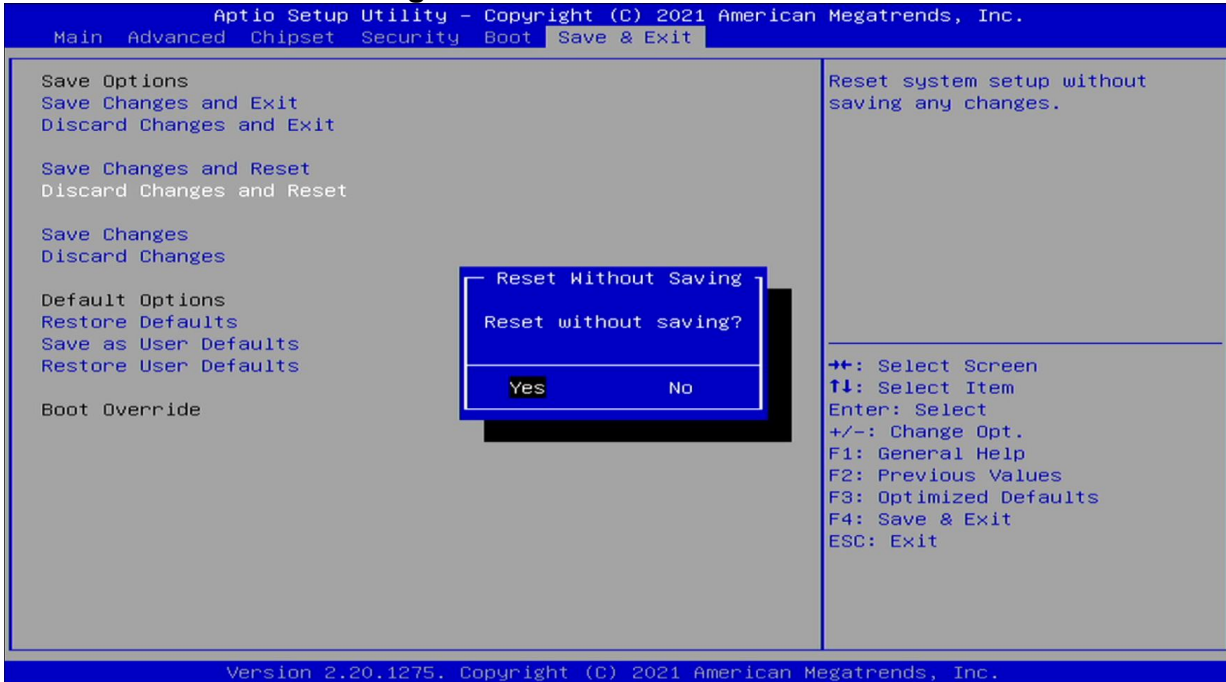 Aptio Setup Utility – Copyright (C) 2021 American Megatrends, Inc.
Main Advanced Chipset Security Boot Save & Exit
Save Options
Save Changes and Exit
Discard Changes and Exit
Save Changes and Reset
Discard Changes and Reset
Save Changes
Discard Changes
Default Options
Restore Defaults
Save as User Defaults
Restore User Defaults
Boot Override
Reset Without Saving
Reset without saving?
Yes No
Reset system setup without
saving any changes.
→←: Select Screen
↑↓: Select Item
Enter: Select
+/-: Change Opt.
F1: General Help
F2: Previous Values
F3: Optimized Defaults
F4: Save & Exit
ESC: Exit
Version 2.20.1275. Copyright (C) 2021 American Megatrends, Inc.